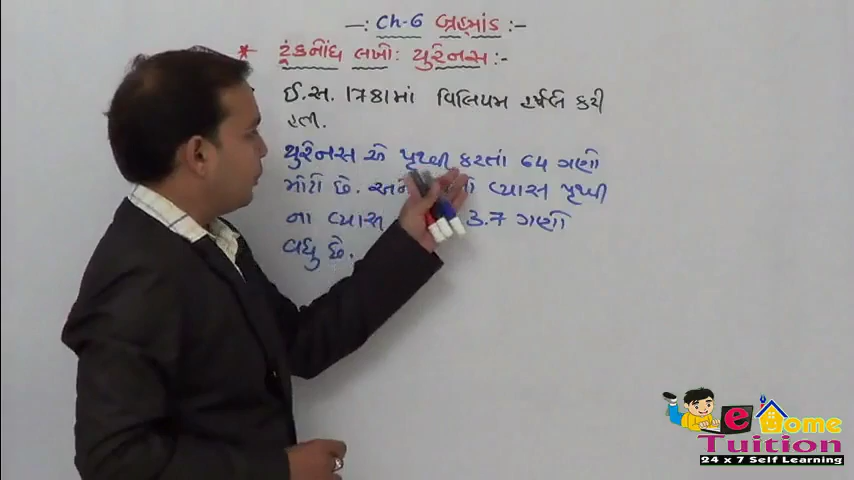 —: Ch-6 બ્રહ્માંડ :–
* ટૂંકનોંધ લખો: યુરેનસ :-
ઈ.સ. 1781માં વિલિયમ હર્ષલે કરી
હતી.
યુરેનસ એ પૃથ્વી કરતાં 64 ગણો
મોટો છે. વ્યાસ પૃથ્વી
ના વ્યાસ 3.7 ગણો
વધુ છે.
e Home
Tuition
24 x 7 Self Learning